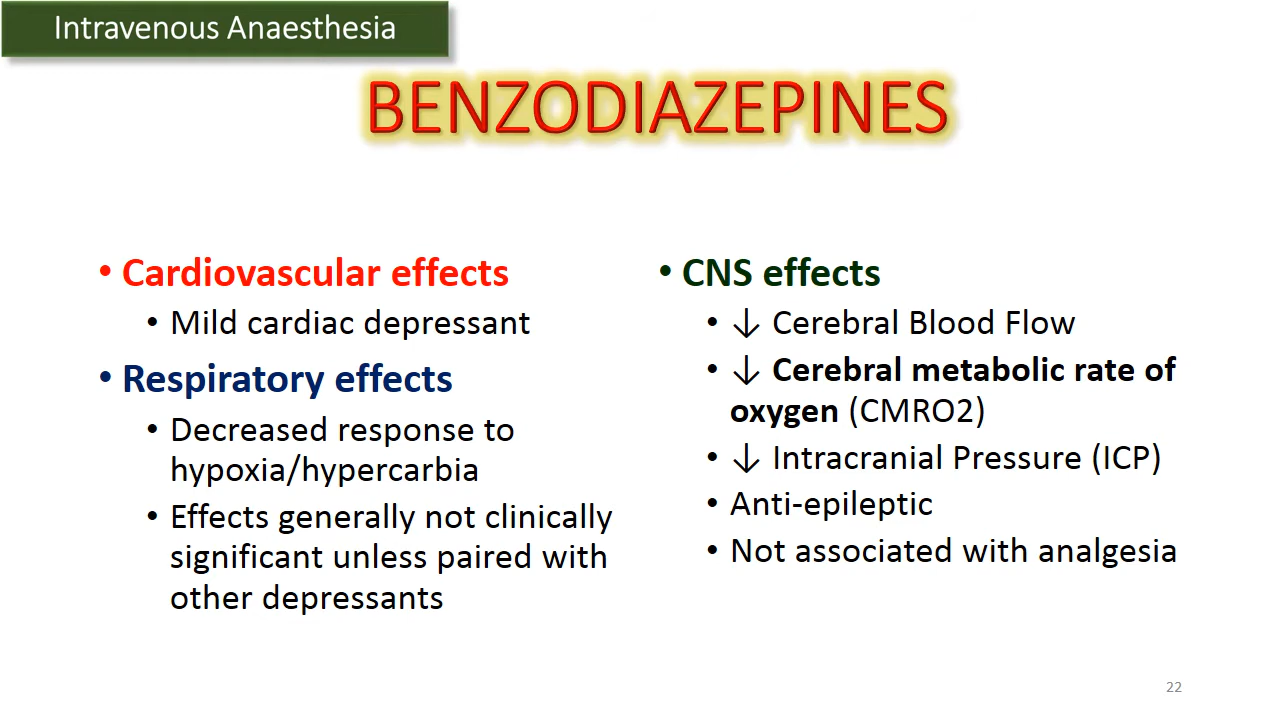 Intravenous Anaesthesia
BENZODIAZEPINES
• Cardiovascular effects
• Mild cardiac depressant
• Respiratory effects
• Decreased response to
hypoxia/hypercarbia
• Effects generally not clinically
significant unless paired with
other depressants
• CNS effects
• ↓ Cerebral Blood Flow
• ↓ Cerebral metabolic rate of
oxygen (CMRO2)
• ↓ Intracranial Pressure (ICP)
• Anti-epileptic
• Not associated with analgesia
22